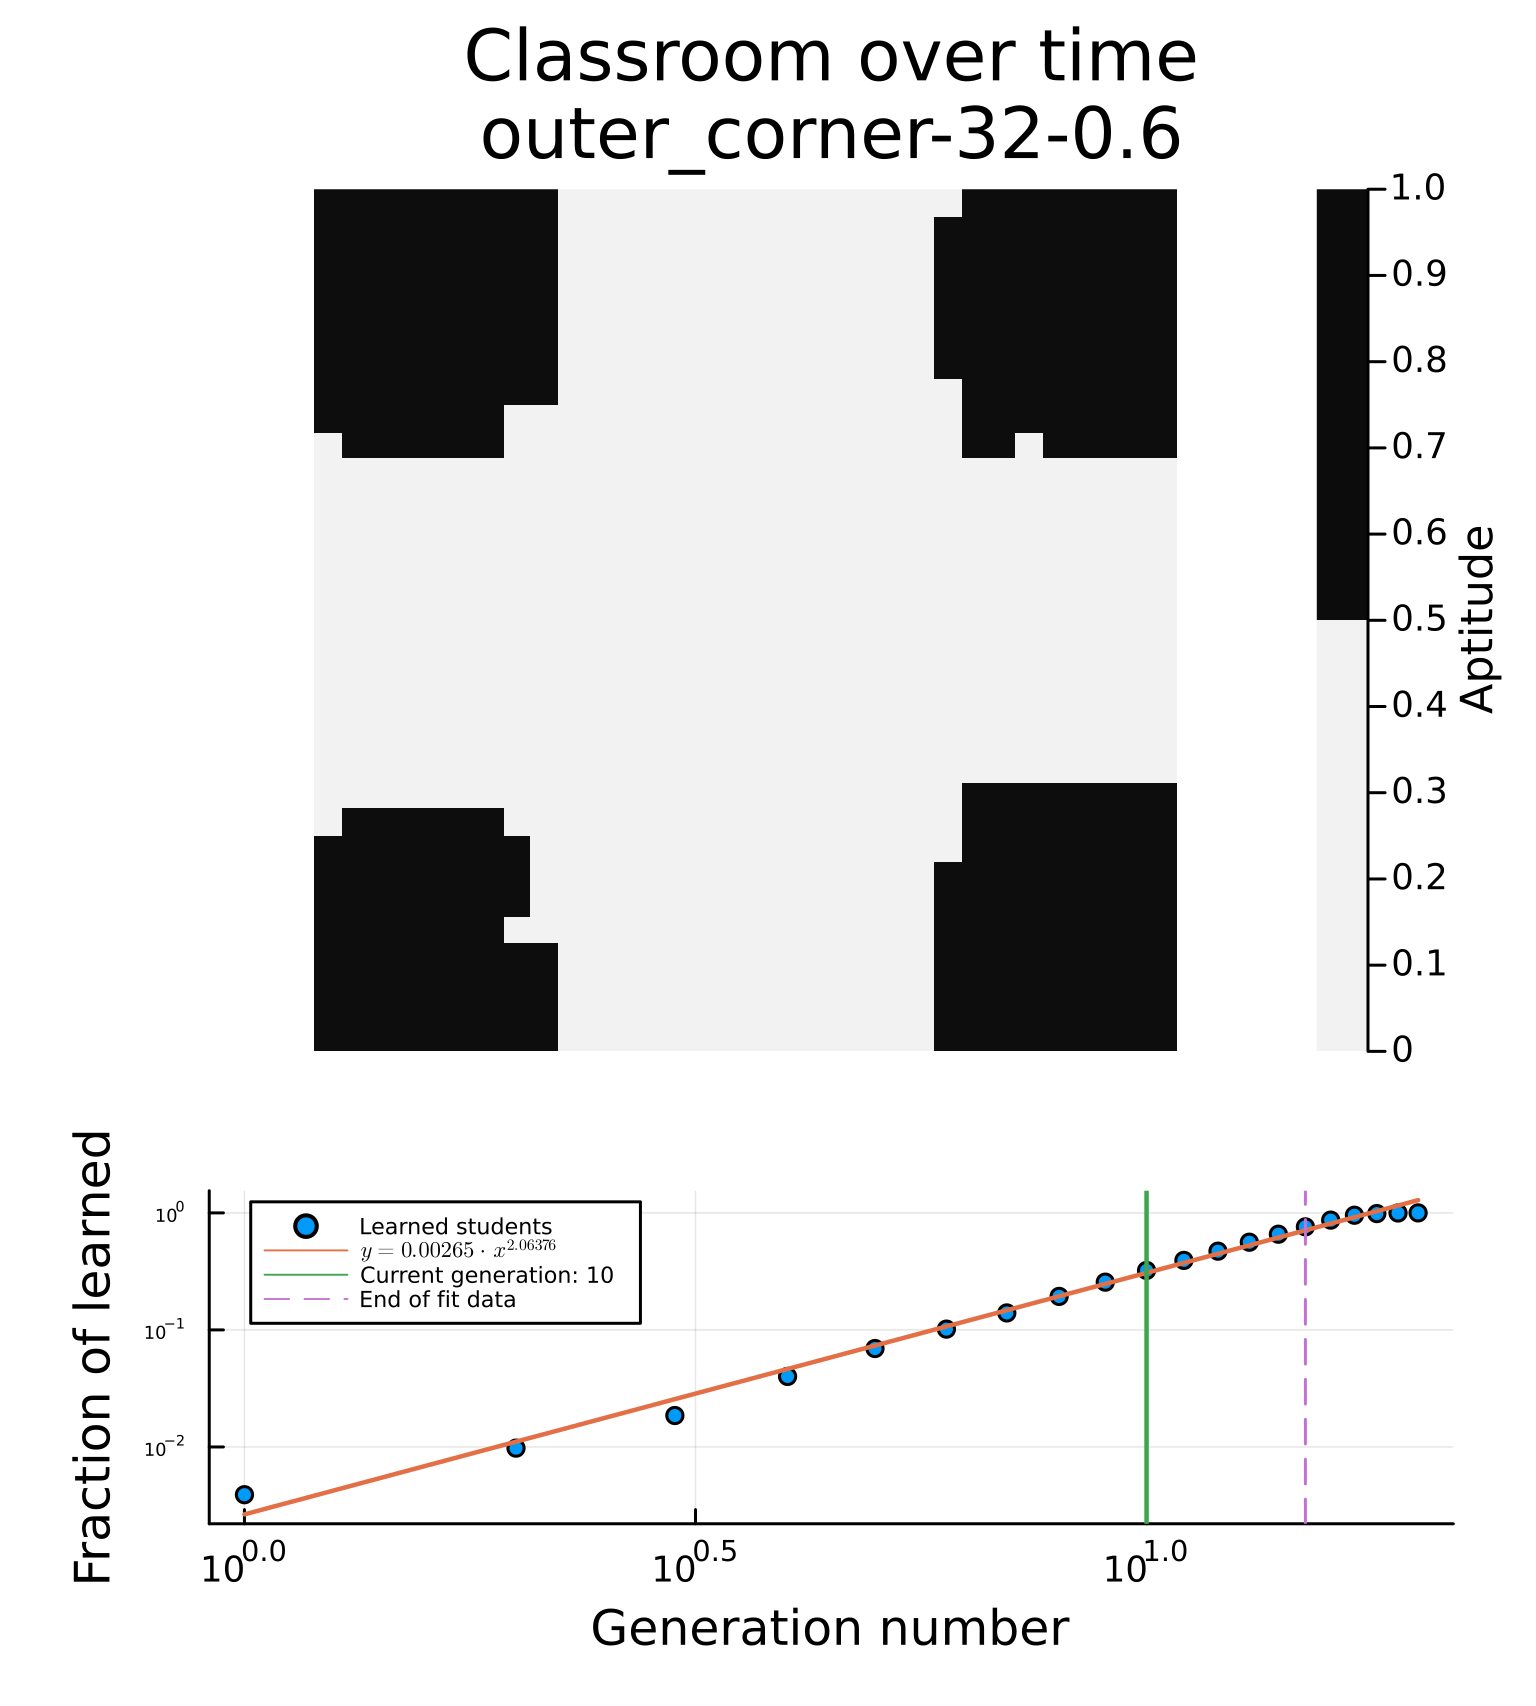 Classroom over time
outer_corner-32-0.6
1.0
0.9
0.8
0.7
0.6
0.5
0.4
0.3
0.2
0.1
0
Aptitude
Fraction of learned
10^0
10^−1
10^−2
Learned students
y = 0.00265 · x^2.06376
Current generation: 10
End of fit data
10^0.0
10^0.5
10^1.0
Generation number